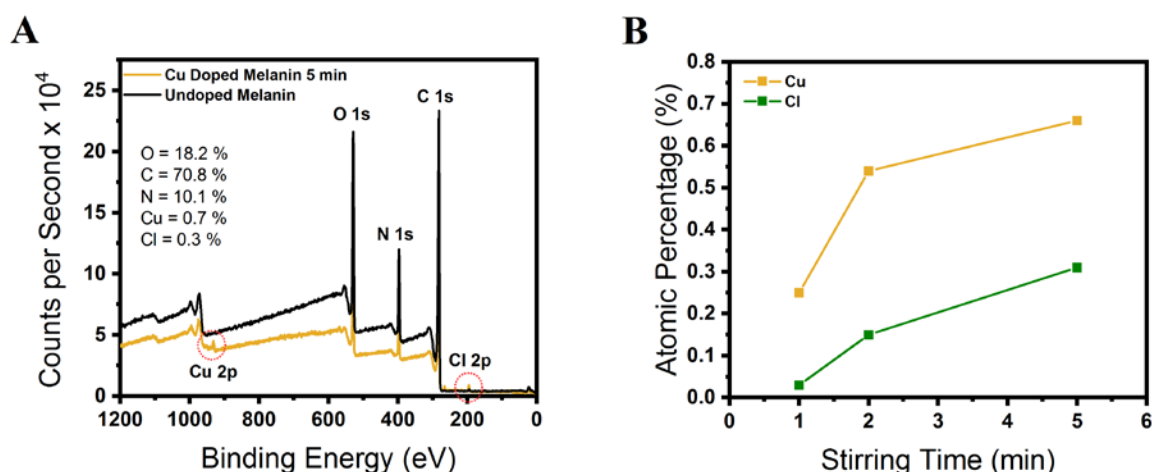 A
Cu Doped Melanin 5 min
Undoped Melanin
C 1s
O 1s
O = 18.2 %
C = 70.8 %
N = 10.1 %
Cu = 0.7 %
Cl = 0.3 %
N 1s
Cu 2p
Cl 2p
25
20
15
10
5
0
1200 1000 800 600 400 200 0
Counts per Second x 10⁴
Binding Energy (eV)
B
Cu
Cl
0.8
0.7
0.6
0.5
0.4
0.3
0.2
0.1
0.0
0 1 2 3 4 5 6
Atomic Percentage (%)
Stirring Time (min)